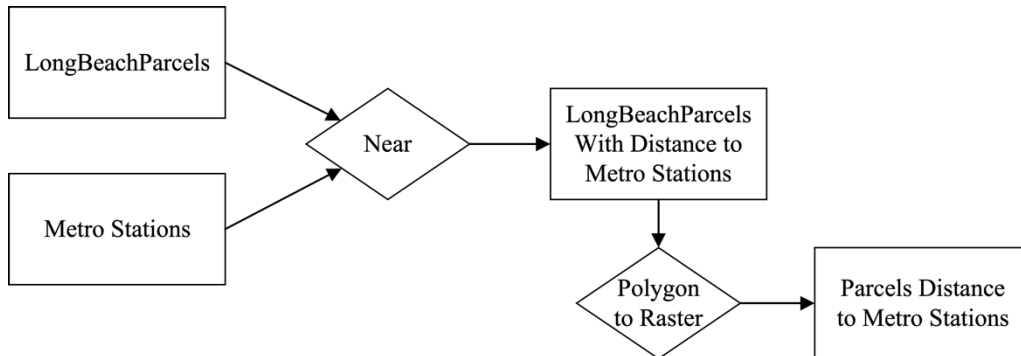 LongBeachParcels
Metro Stations
Near
LongBeachParcels
With Distance to
Metro Stations
Polygon
to Raster
Parcels Distance
to Metro Stations